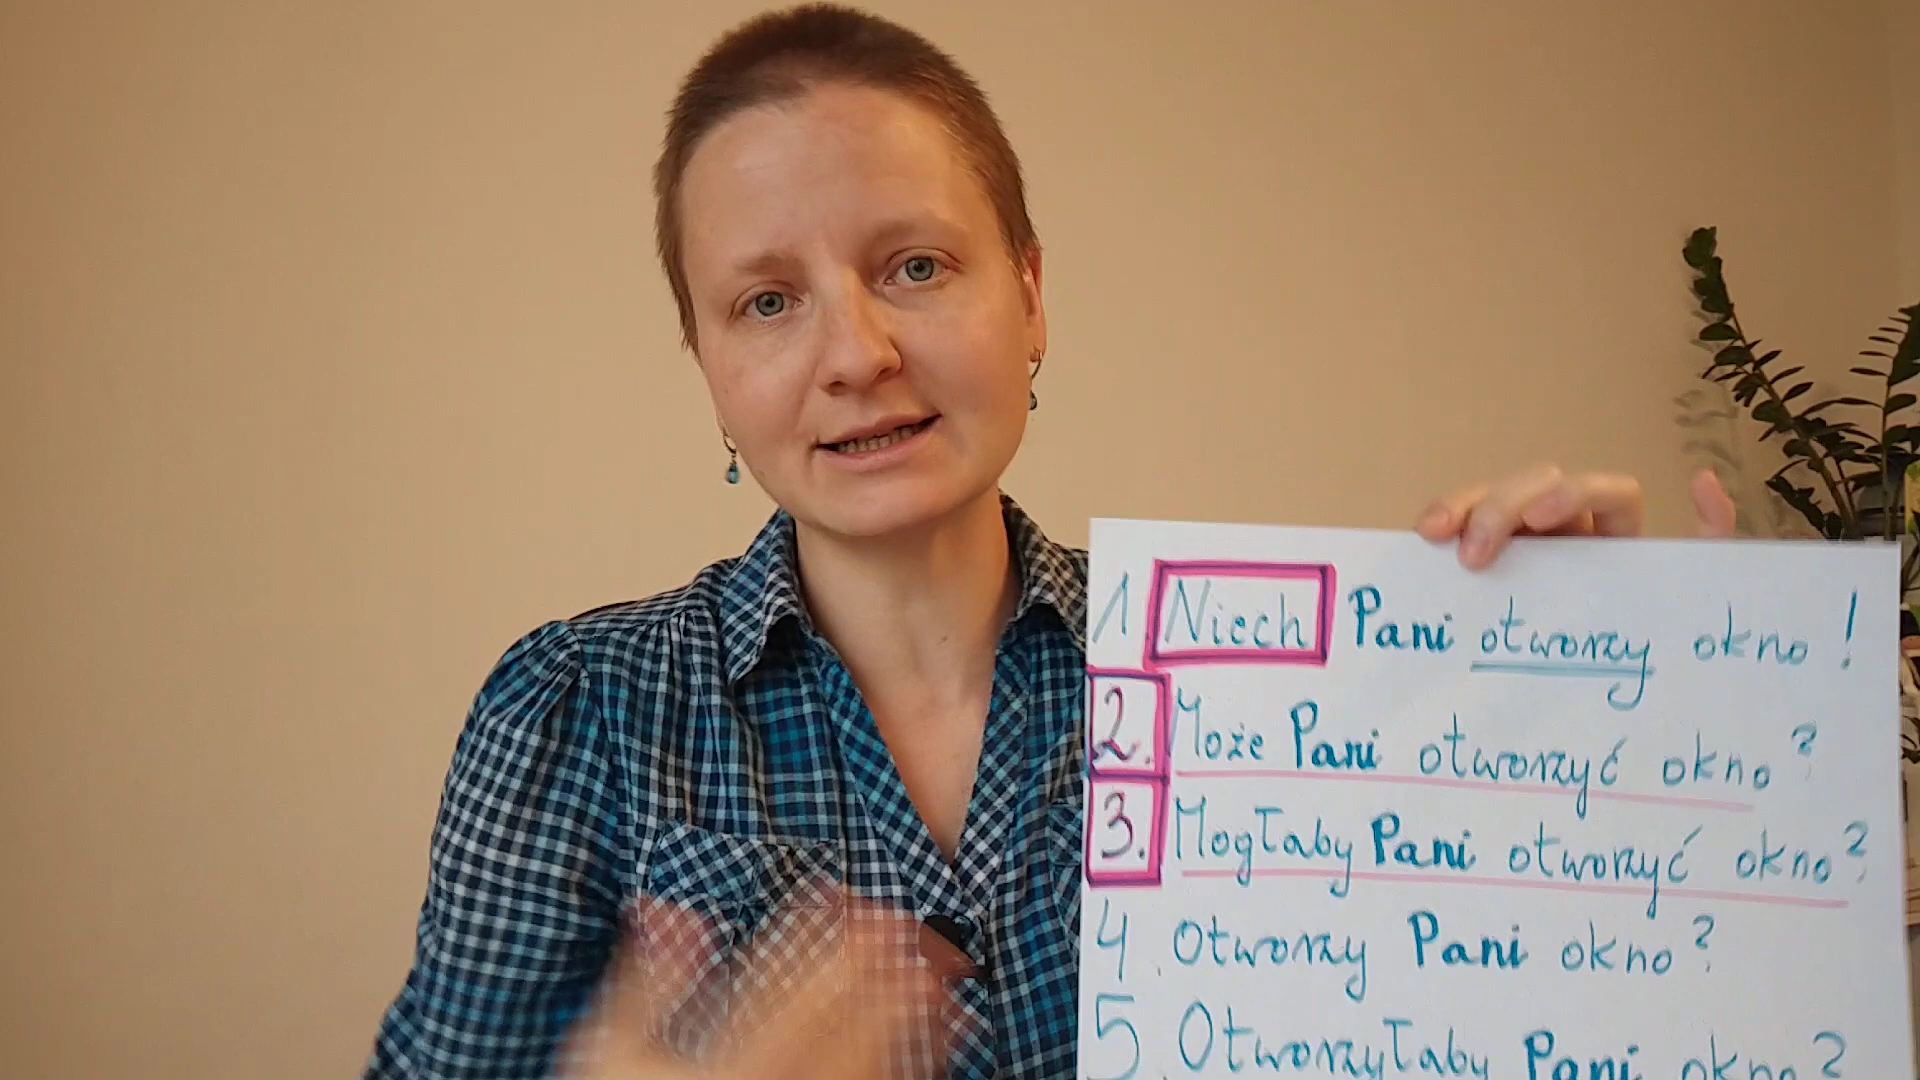 1 Niech Pani otworzy okno!
2. Może Pani otworzyć okno?
3. Mogłaby Pani otworzyć okno?
4. Otworzy Pani okno?
5. Otworzyłaby Pani okno?